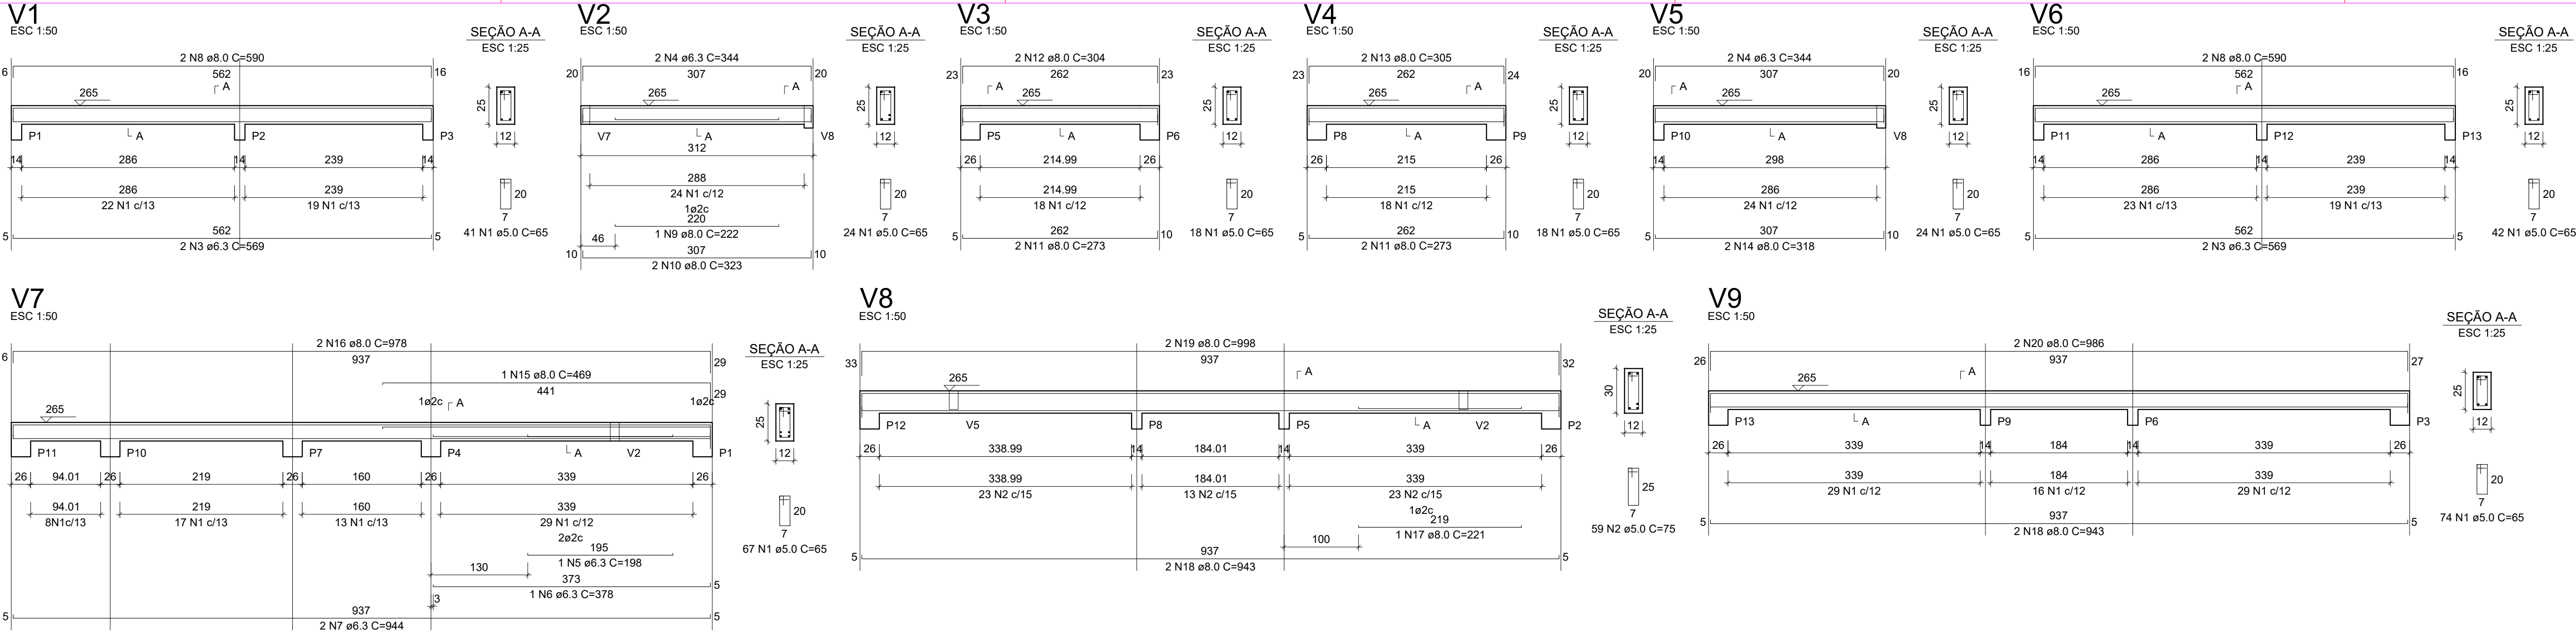 V1
ESC 1:50
2 N8 ø8.0 C=590
6
562
16
A
265
P1
A
P2
P3
14
286
14
239
14
286
239
22 N1 c/13
19 N1 c/13
5
562
5
2 N3 ø6.3 C=569
SEÇÃO A-A
ESC 1:25
25
12
20
7
41 N1 ø5.0 C=65
V2
ESC 1:50
2 N4 ø6.3 C=344
20
307
20
A
265
V7
A
V8
312
288
24 N1 c/12
1ø2c
220
1 N9 ø8.0 C=222
46
10
307
10
2 N10 ø8.0 C=323
SEÇÃO A-A
ESC 1:25
25
12
20
7
24 N1 ø5.0 C=65
V3
ESC 1:50
2 N12 ø8.0 C=304
23
262
23
A
265
P5
A
P6
26
214.99
26
214.99
18 N1 c/12
5
262
10
2 N11 ø8.0 C=273
SEÇÃO A-A
ESC 1:25
25
12
20
7
18 N1 ø5.0 C=65
V4
ESC 1:50
2 N13 ø8.0 C=305
23
262
24
A
265
P8
A
P9
26
215
26
215
18 N1 c/12
5
262
10
2 N11 ø8.0 C=273
SEÇÃO A-A
ESC 1:25
25
12
20
7
18 N1 ø5.0 C=65
V5
ESC 1:50
2 N4 ø6.3 C=344
20
307
20
A
265
P10
A
V8
14
298
286
24 N1 c/12
5
307
10
2 N14 ø8.0 C=318
SEÇÃO A-A
ESC 1:25
25
12
20
7
24 N1 ø5.0 C=65
V6
ESC 1:50
2 N8 ø8.0 C=590
16
562
16
A
265
P11
A
P12
P13
14
286
14
239
14
286
239
23 N1 c/13
19 N1 c/13
5
562
5
2 N3 ø6.3 C=569
SEÇÃO A-A
ESC 1:25
25
12
20
7
42 N1 ø5.0 C=65
V7
ESC 1:50
2 N16 ø8.0 C=978
6
937
29
1 N15 ø8.0 C=469
441
29
1ø2c
A
1ø2c
265
P11
P10
P7
P4
A
V2
P1
26
94.01
26
219
26
160
26
339
26
94.01
219
160
339
8N1c/13
17 N1 c/13
13 N1 c/13
29 N1 c/12
2ø2c
195
1 N5 ø6.3 C=198
130
373
5
1 N6 ø6.3 C=378
3
5
937
5
2 N7 ø6.3 C=944
SEÇÃO A-A
ESC 1:25
25
12
20
7
67 N1 ø5.0 C=65
V8
ESC 1:50
2 N19 ø8.0 C=998
33
937
32
A
265
P12
V5
P8
P5
A
V2
P2
26
338.99
14
184.01
14
339
26
338.99
184.01
339
23 N2 c/15
13 N2 c/15
23 N2 c/15
1ø2c
219
1 N17 ø8.0 C=221
100
5
937
5
2 N18 ø8.0 C=943
SEÇÃO A-A
ESC 1:25
30
12
25
7
59 N2 ø5.0 C=75
V9
ESC 1:50
2 N20 ø8.0 C=986
26
937
27
A
265
P13
A
P9
P6
P3
26
339
14
184
14
339
26
339
184
339
29 N1 c/12
16 N1 c/12
29 N1 c/12
5
937
5
2 N18 ø8.0 C=943
SEÇÃO A-A
ESC 1:25
25
12
20
7
74 N1 ø5.0 C=65